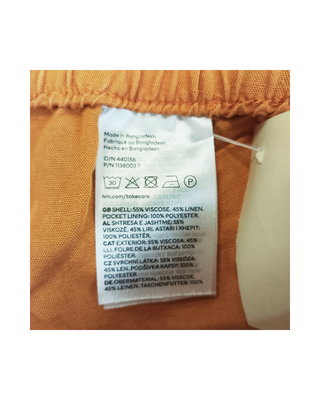 Made in Bangladesh
Fabriqué au Bangladesh
Hecho en Bangladesh
O/N 440156
P/N 1138003 7
30
P
hm.com/takecare
GB SHELL: 55% VISCOSE, 45% LINEN.
POCKET LINING: 100% POLYESTER.
AL SHTRESA E JASHTME: 55%
VISKOZË, 45% LIRI. ASTARI I XHEPIT:
100% POLIESTËR.
CAT EXTERIOR: 55% VISCOSA, 45%
LLI. FOLRE DE LA BUTXACA: 100%
POLIÈSTER.
CZ SVRCHNÍ LÁTKA: 55% VISKÓZA,
45% LEN. PODŠÍVKA KAPSY: 100%
POLYESTER.
DE OBERMATERIAL: 55% VISKOSE,
45% LEINEN. TASCHENFUTTER: 100%